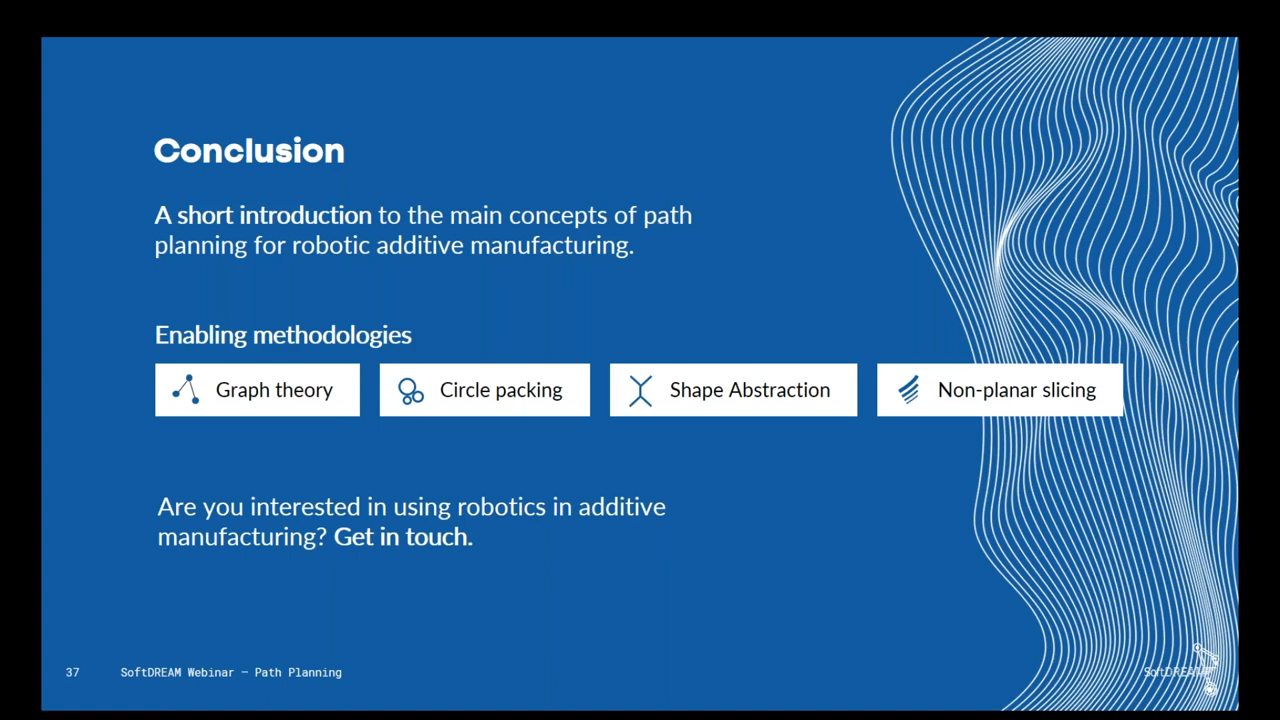 Conclusion
A short introduction to the main concepts of path
planning for robotic additive manufacturing.
Enabling methodologies
Graph theory
Circle packing
Shape Abstraction
Non-planar slicing
Are you interested in using robotics in additive
manufacturing? Get in touch.
37 SoftDREAM Webinar – Path Planning
SoftDREAM